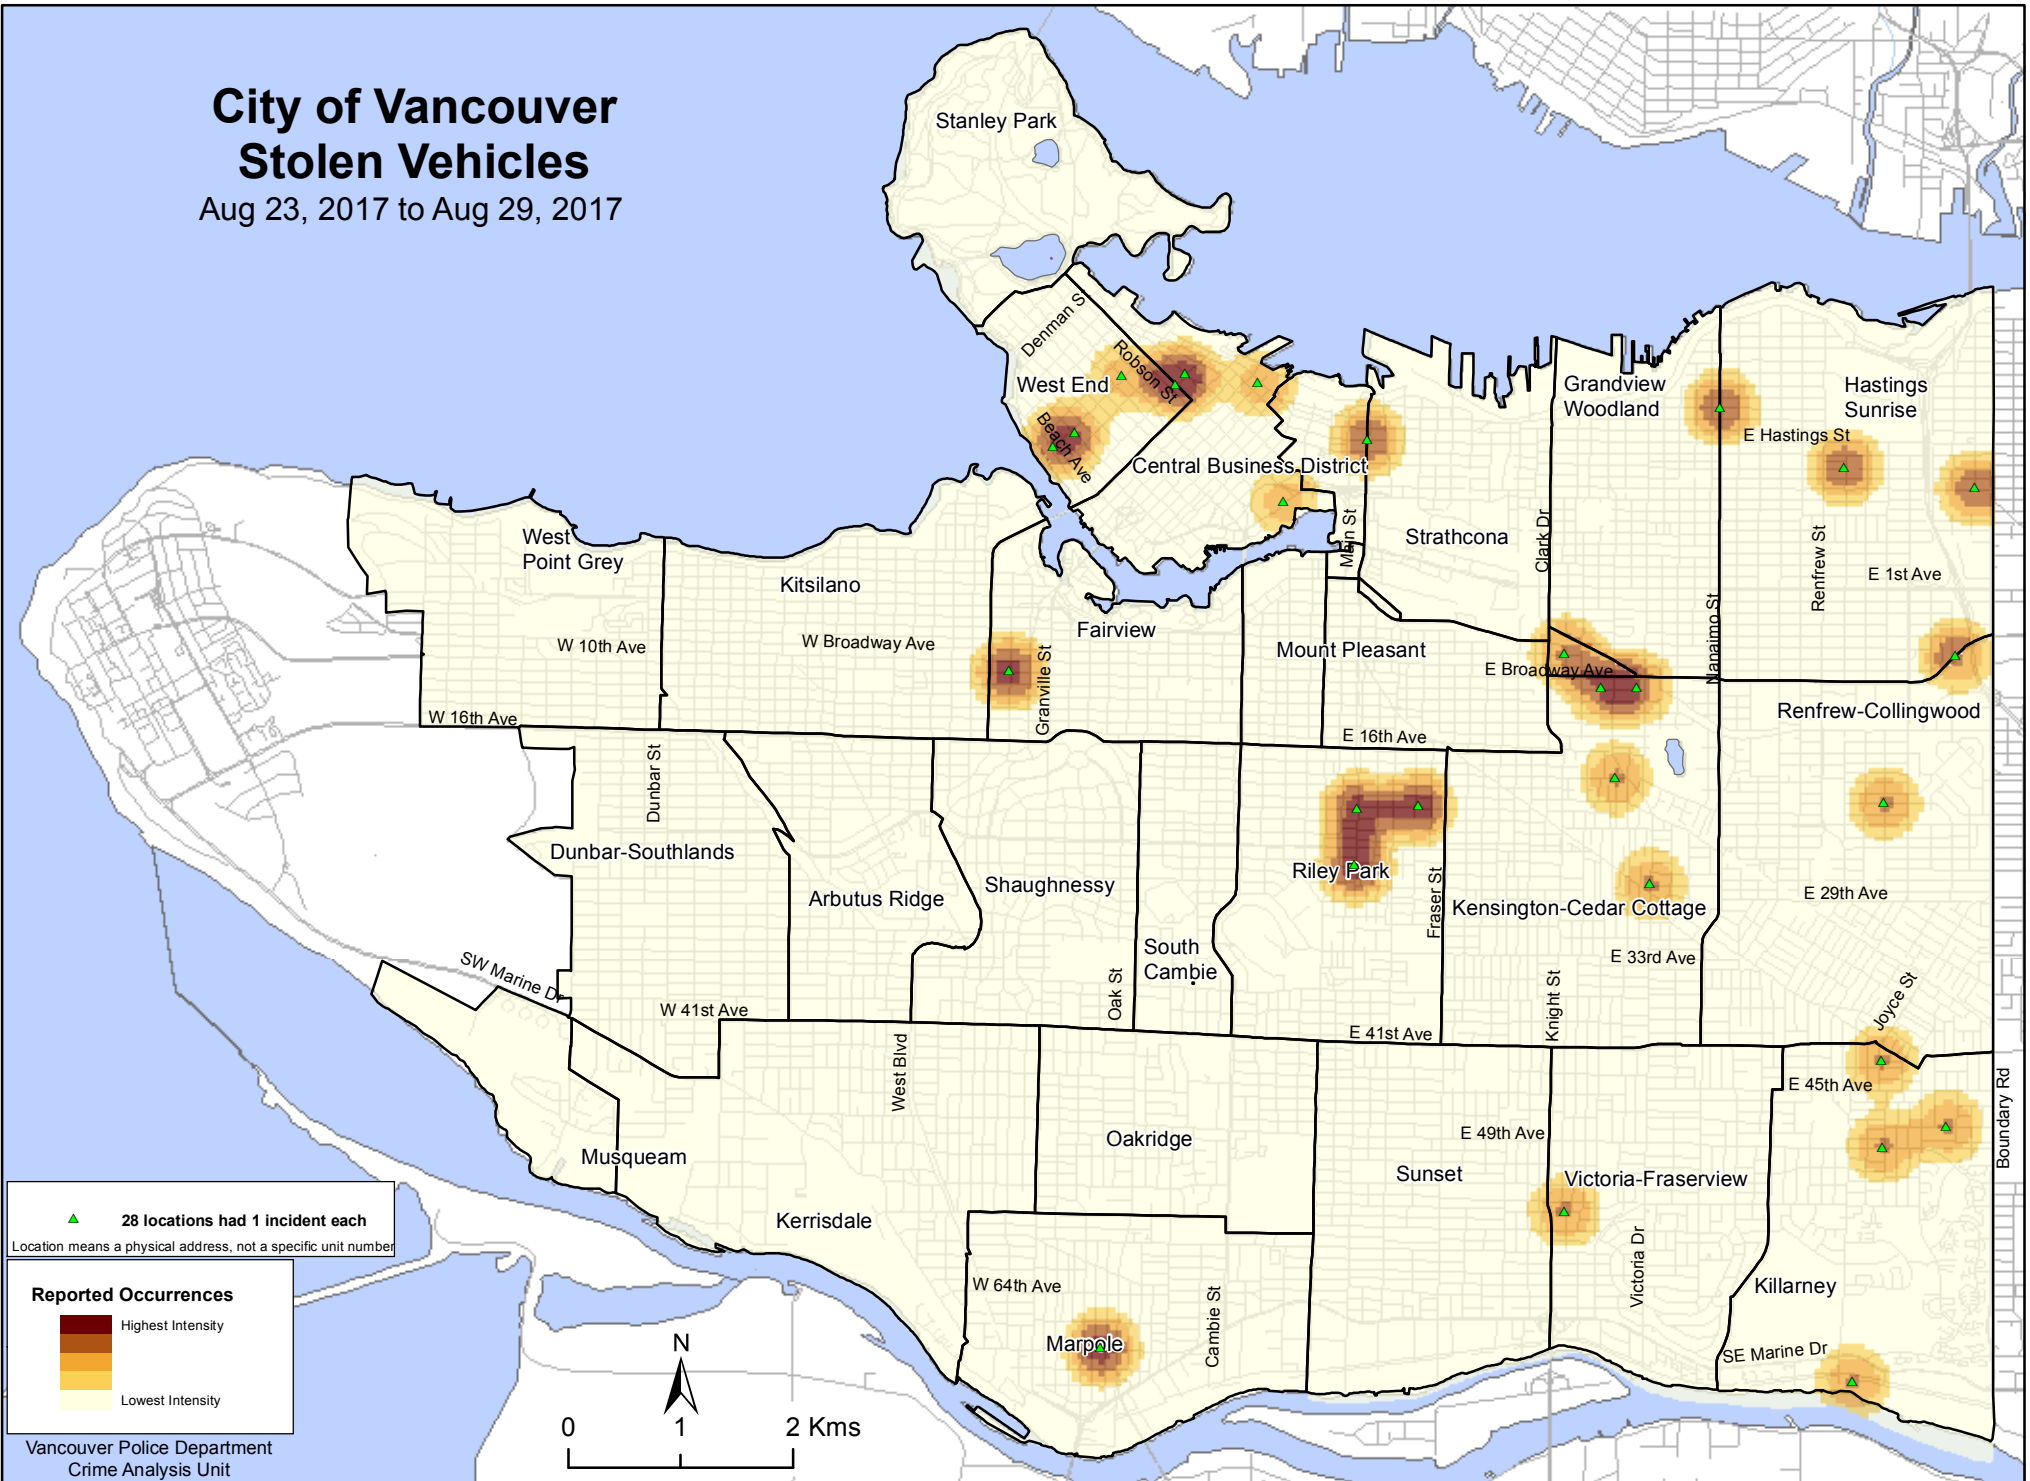 City of Vancouver
Stolen Vehicles
Aug 23, 2017 to Aug 29, 2017
Stanley Park
Denman St
Robson St
West End
Beach Ave
Central Business District
Grandview
Woodland
Hastings
Sunrise
E Hastings St
Main St
Strathcona
Clark Dr
Renfrew St
E 1st Ave
Nanaimo St
West
Point Grey
Kitsilano
W 10th Ave
W Broadway Ave
Fairview
Granville St
Mount Pleasant
E Broadway Ave
W 16th Ave
E 16th Ave
Renfrew-Collingwood
Dunbar St
Dunbar-Southlands
Arbutus Ridge
Shaughnessy
Riley Park
Fraser St
Kensington-Cedar Cottage
E 29th Ave
South
Cambie
Oak St
E 33rd Ave
Knight St
Joyce St
SW Marine Dr
W 41st Ave
E 41st Ave
West Blvd
E 45th Ave
Boundary Rd
Musqueam
Oakridge
E 49th Ave
Sunset
Victoria-Fraserview
Kerrisdale
Victoria Dr
W 64th Ave
Cambie St
Killarney
Marpole
SE Marine Dr
28 locations had 1 incident each
Location means a physical address, not a specific unit number
Reported Occurrences
Highest Intensity
Lowest Intensity
N
0 1 2 Kms
Vancouver Police Department
Crime Analysis Unit